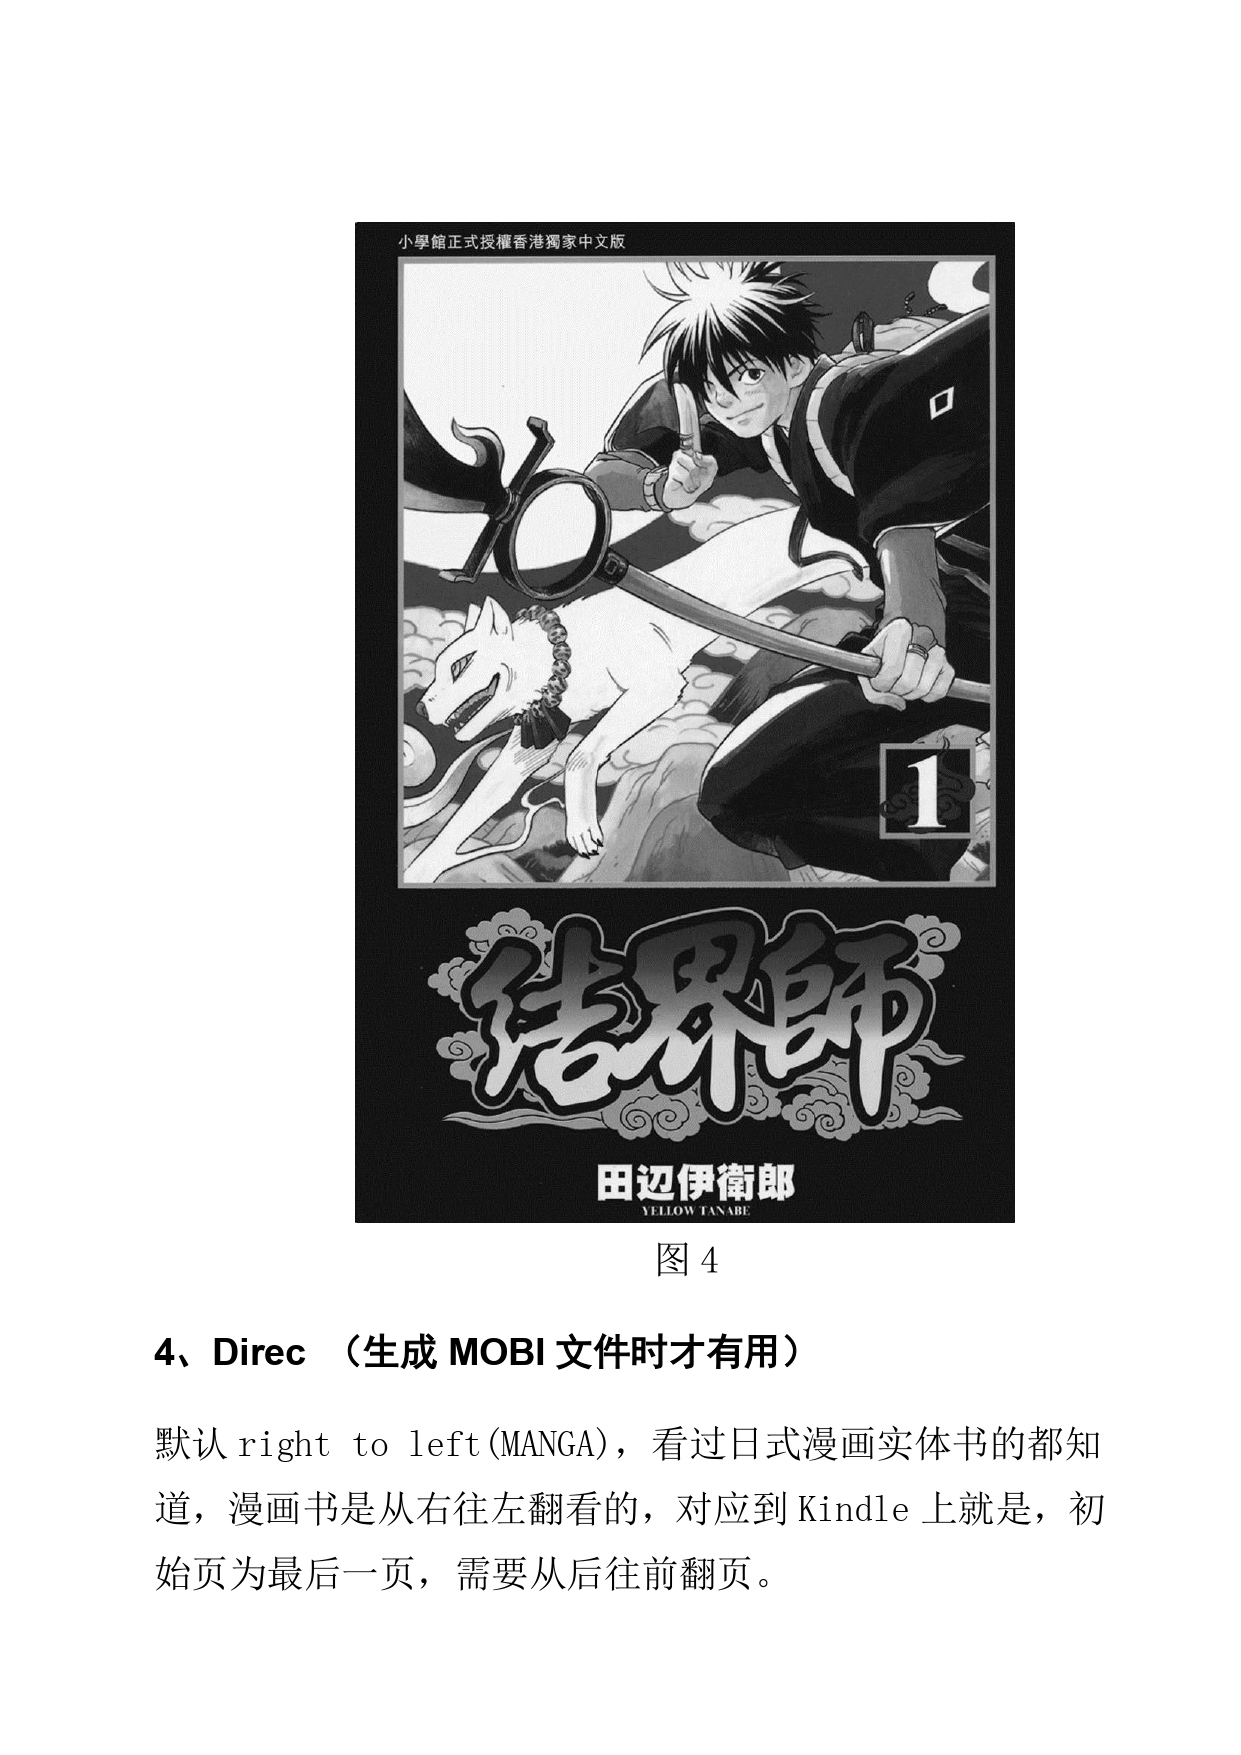 小學館正式授權香港獨家中文版
1
结界師
田辺伊衛郎
YELLOW TANABE
图 4
4、Direc （生成 MOBI 文件时才有用）
默认 right to left(MANGA)，看过日式漫画实体书的都知
道，漫画书是从右往左翻看的，对应到 Kindle 上就是，初
始页为最后一页，需要从后往前翻页。